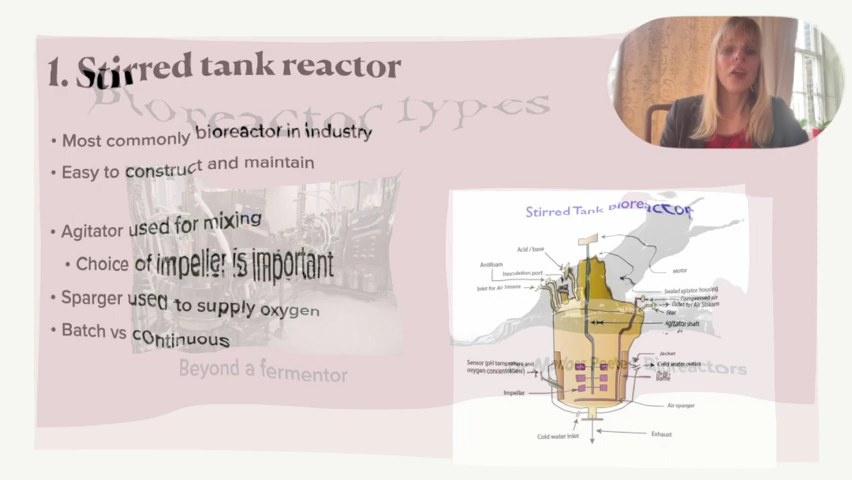 1. Stirred tank reactor
Bioreactor types
• Most commonly bioreactor in industry
• Easy to construct and maintain
• Agitator used for mixing
• Choice of impeller is important
• Sparger used to supply oxygen
• Batch vs continuous
Beyond a fermentor
Stirred Tank Bioreactor
Acid / base
Antifoam
Inoculation port
Inlet for Air Stream
motor
Sealed agitator housing
Compressed air
Outlet for Air Stream
Agitator shaft
Jacket
Cold water outlet
Baffle
Sensor (pH temperature and
oxygen concentration)
Impeller
Air sparger
Cold water Inlet
Exhaust
Bioreactors